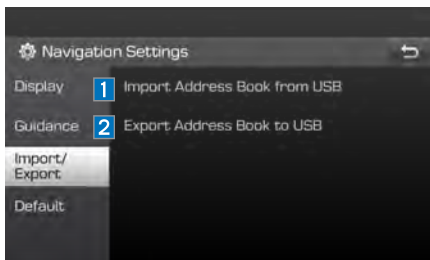 Navigation Settings
Display
1 Import Address Book from USB
Guidance
2 Export Address Book to USB
Import/
Export
Default